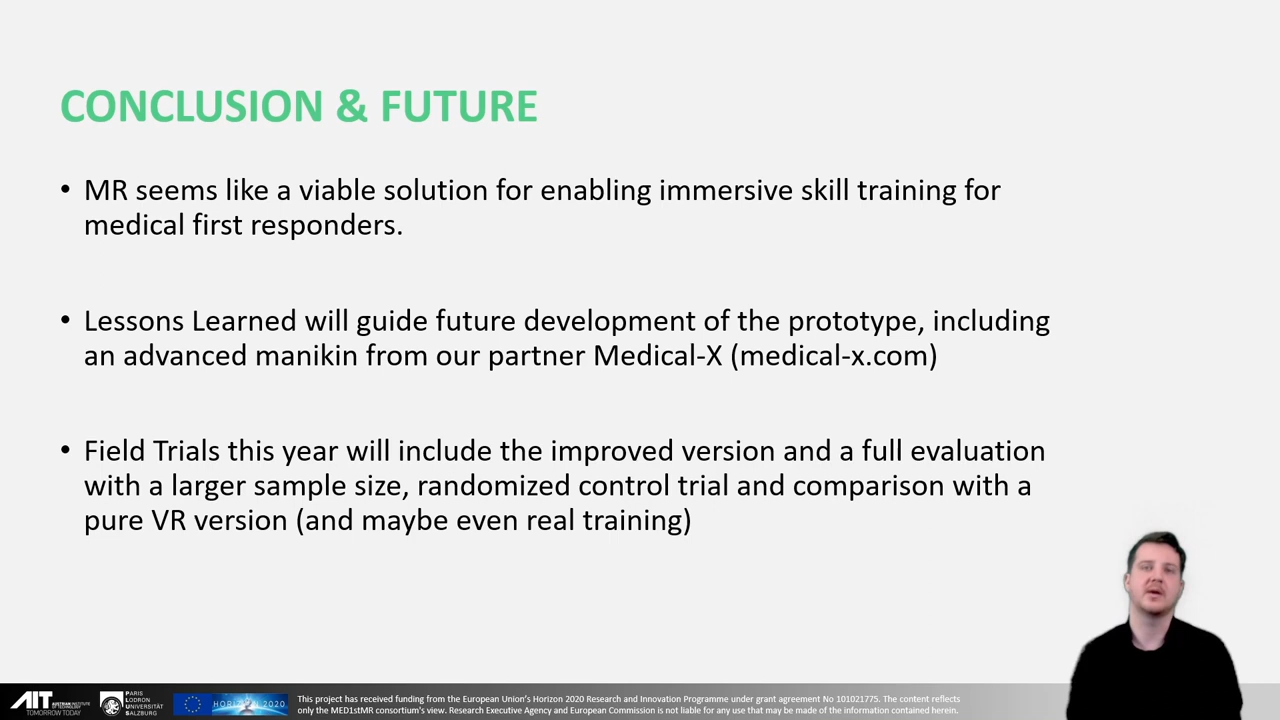 CONCLUSION & FUTURE
• MR seems like a viable solution for enabling immersive skill training for
medical first responders.
• Lessons Learned will guide future development of the prototype, including
an advanced manikin from our partner Medical-X (medical-x.com)
• Field Trials this year will include the improved version and a full evaluation
with a larger sample size, randomized control trial and comparison with a
pure VR version (and maybe even real training)
AIT AUSTRIAN INSTITUTE
OF TECHNOLOGY
TOMORROW TODAY
PARIS
LODRON
UNIVERSITÄT
SALZBURG
HORIZON 2020
This project has received funding from the European Union's Horizon 2020 Research and Innovation Programme under grant agreement No 101021775. The content reflects
only the MED1stMR consortium's view. Research Executive Agency and European Commission is not liable for any use that may be made of the information contained herein.